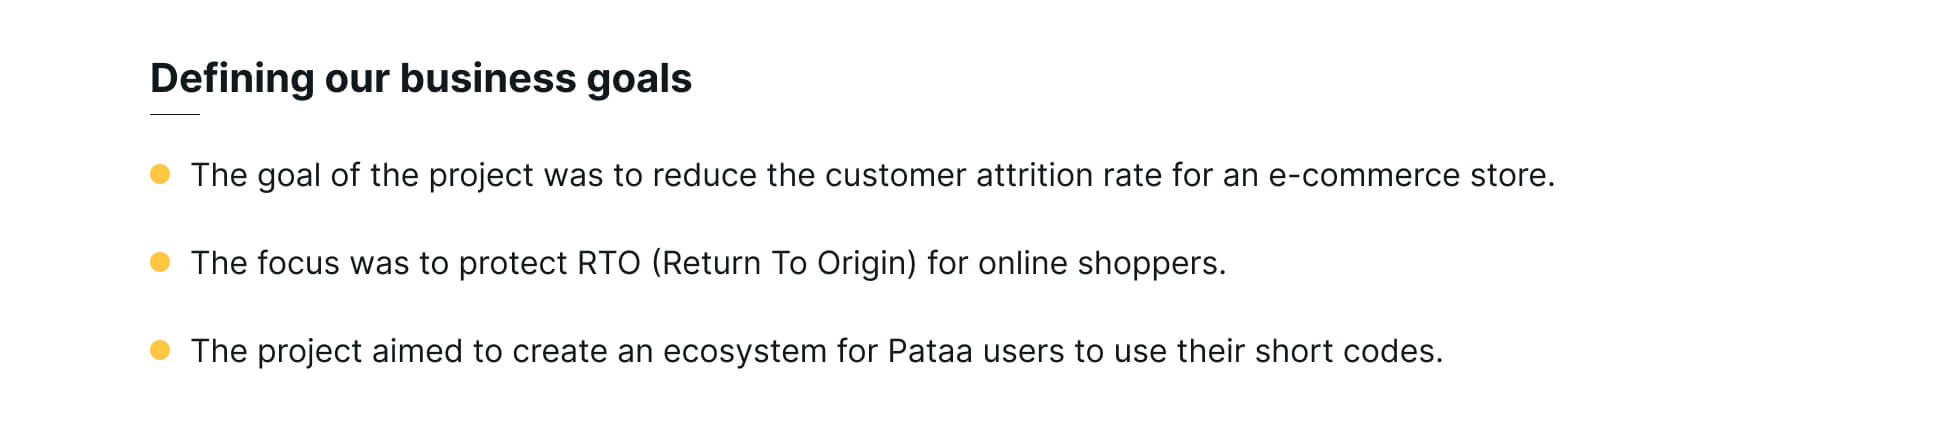 Defining our business goals
The goal of the project was to reduce the customer attrition rate for an e-commerce store.
The focus was to protect RTO (Return To Origin) for online shoppers.
The project aimed to create an ecosystem for Pataa users to use their short codes.